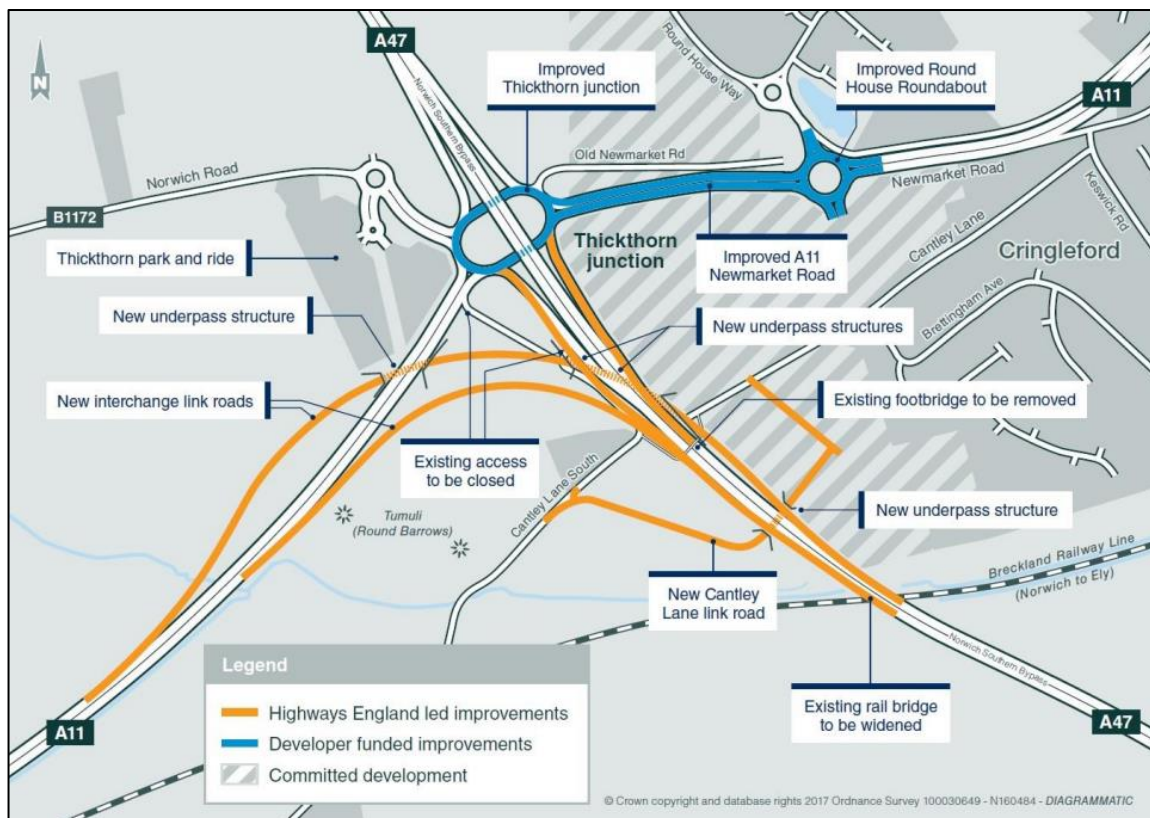 A47
N
Norwich Southern Bypass
Improved
Thickthorn junction
Round House Way
Improved Round
House Roundabout
A11
Old Newmarket Rd
Newmarket Road
Norwich Road
B1172
Thickthorn park and ride
Thickthorn
junction
Improved A11
Newmarket Road
Cantley Lane
Keswick Rd
Cringleford
Brettingham Ave
New underpass structure
New underpass structures
New interchange link roads
Existing footbridge to be removed
Existing access
to be closed
Cantley Lane South
Tumuli
(Round Barrows)
New underpass structure
New Cantley
Lane link road
Breckland Railway Line
(Norwich to Ely)
Norwich Southern Bypass
Existing rail bridge
to be widened
A11
A47
Legend
Highways England led improvements
Developer funded improvements
Committed development
© Crown copyright and database rights 2017 Ordnance Survey 100030649 - N160484 - DIAGRAMMATIC